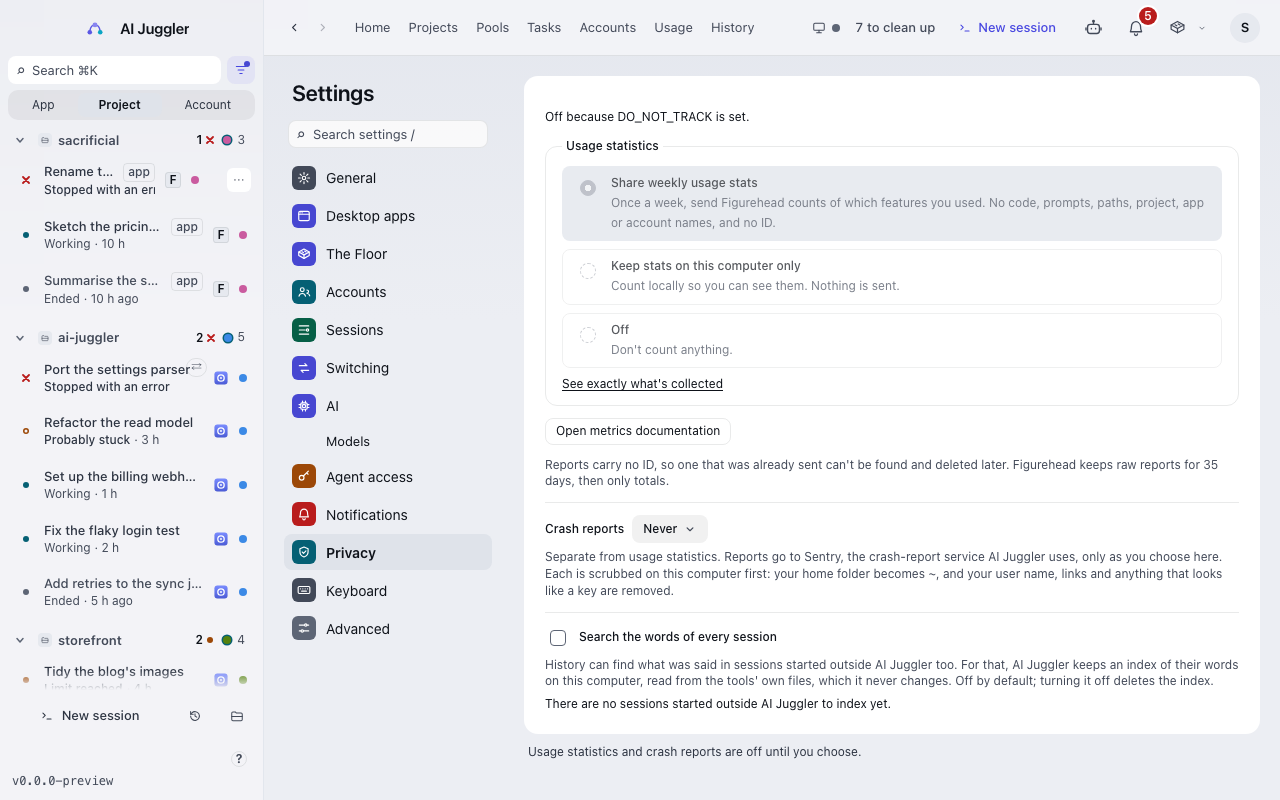 AI Juggler
Search ⌘K
App Project Account
sacrificial 1 3
Rename t... app F
Stopped with an err
Sketch the pricin... app F
Working · 10 h
Summarise the s... app F
Ended · 10 h ago
ai-juggler 2 5
Port the settings parser
Stopped with an error
Refactor the read model
Probably stuck · 3 h
Set up the billing webh...
Working · 1 h
Fix the flaky login test
Working · 2 h
Add retries to the sync j...
Ended · 5 h ago
storefront 2 4
Tidy the blog's images
New session
?
v0.0.0-preview
Home Projects Pools Tasks Accounts Usage History 7 to clean up New session 5 S
Settings
Search settings /
General
Desktop apps
The Floor
Accounts
Sessions
Switching
AI
Models
Agent access
Notifications
Privacy
Keyboard
Advanced
Off because DO_NOT_TRACK is set.
Usage statistics
Share weekly usage stats
Once a week, send Figurehead counts of which features you used. No code, prompts, paths, project, app
or account names, and no ID.
Keep stats on this computer only
Count locally so you can see them. Nothing is sent.
Off
Don't count anything.
See exactly what's collected
Open metrics documentation
Reports carry no ID, so one that was already sent can't be found and deleted later. Figurehead keeps raw reports for 35
days, then only totals.
Crash reports Never
Separate from usage statistics. Reports go to Sentry, the crash-report service AI Juggler uses, only as you choose here.
Each is scrubbed on this computer first: your home folder becomes ~, and your user name, links and anything that looks
like a key are removed.
Search the words of every session
History can find what was said in sessions started outside AI Juggler too. For that, AI Juggler keeps an index of their words
on this computer, read from the tools' own files, which it never changes. Off by default; turning it off deletes the index.
There are no sessions started outside AI Juggler to index yet.
Usage statistics and crash reports are off until you choose.